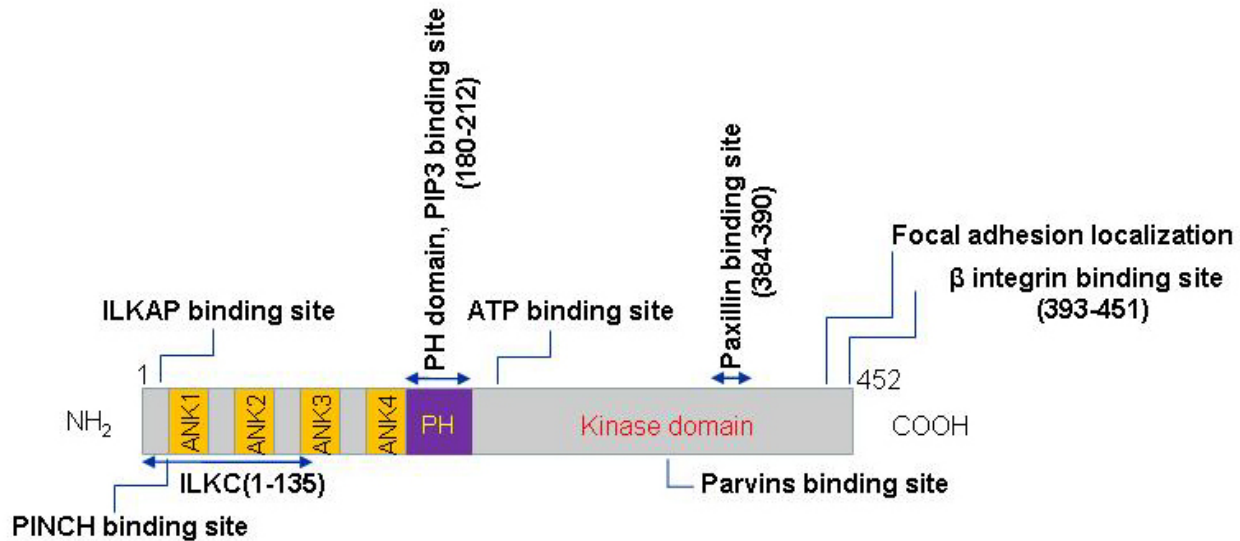 PH domain, PIP3 binding site
(180-212)
Paxillin binding site
(384-390)
Focal adhesion localization
β integrin binding site
(393-451)
ILKAP binding site
ATP binding site
1
452
NH2
ANK1
ANK2
ANK3
ANK4
PH
Kinase domain
COOH
ILKC(1-135)
Parvins binding site
PINCH binding site